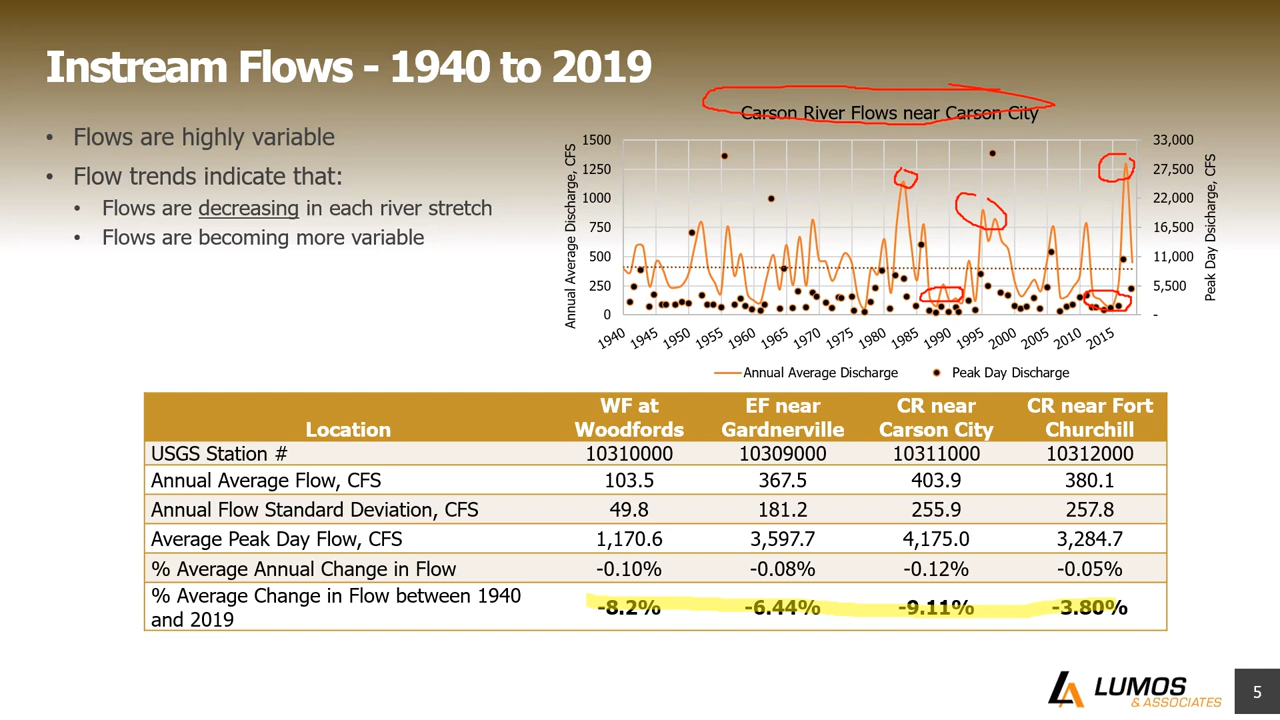 Instream Flows - 1940 to 2019
• Flows are highly variable
• Flow trends indicate that:
• Flows are decreasing in each river stretch
• Flows are becoming more variable
Carson River Flows near Carson City
Annual Average Discharge, CFS
1500
1250
1000
750
500
250
0
33,000
27,500
22,000
16,500
11,000
5,500
-
Peak Day Dsicharge, CFS
1940 1945 1950 1955 1960 1965 1970 1975 1980 1985 1990 1995 2000 2005 2010 2015
Annual Average Discharge Peak Day Discharge
Location WF at Woodfords EF near Gardnerville CR near Carson City CR near Fort Churchill
USGS Station # 10310000 10309000 10311000 10312000
Annual Average Flow, CFS 103.5 367.5 403.9 380.1
Annual Flow Standard Deviation, CFS 49.8 181.2 255.9 257.8
Average Peak Day Flow, CFS 1,170.6 3,597.7 4,175.0 3,284.7
% Average Annual Change in Flow -0.10% -0.08% -0.12% -0.05%
% Average Change in Flow between 1940 and 2019 -8.2% -6.44% -9.11% -3.80%
LUMOS
& ASSOCIATES
5